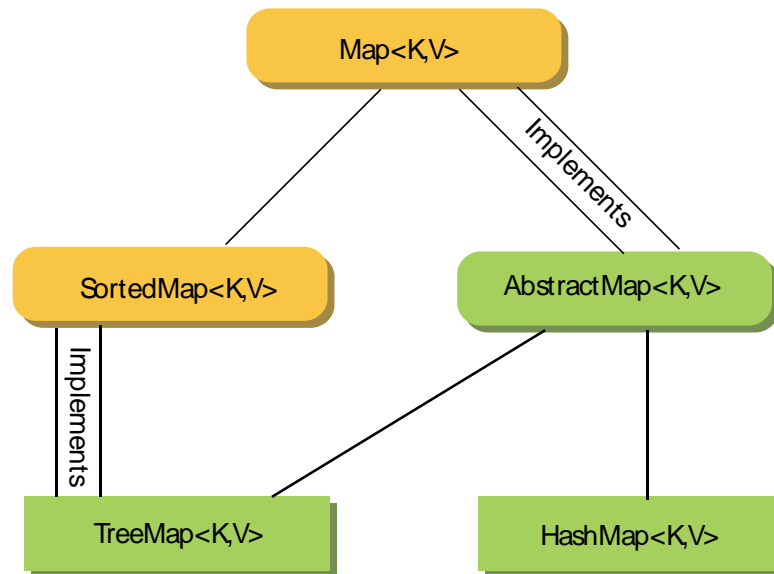 Map<K,V>
Implements
SortedMap<K,V>
AbstractMap<K,V>
Implements
TreeMap<K,V>
HashMap<K,V>